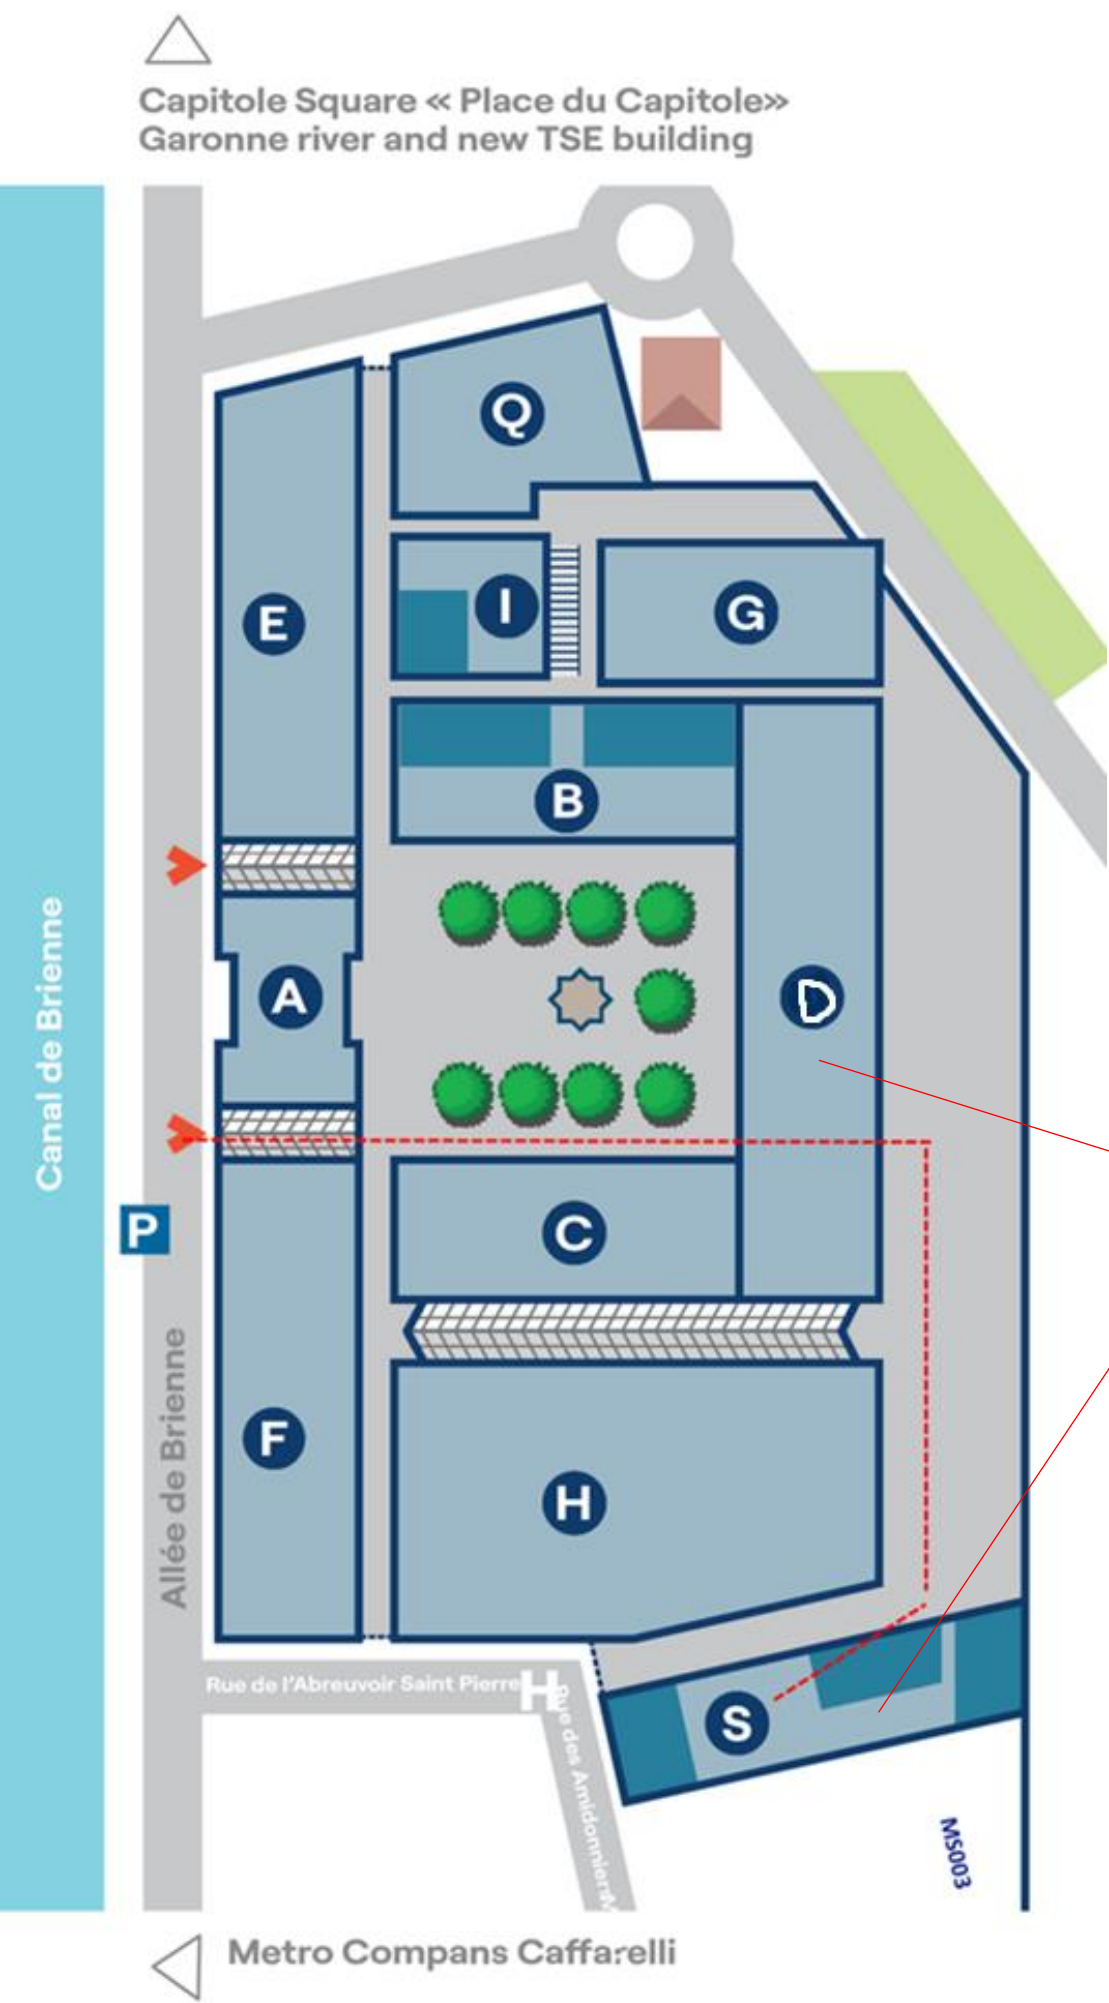 Capitole Square « Place du Capitole»
Garonne river and new TSE building
Q
E
I
G
B
A
D
Canal de Brienne
P
C
Allée de Brienne
F
H
Rue de l'Abreuvoir Saint Pierre
H
Rue des Amidonniers
S
MS003
Metro Compans Caffarelli